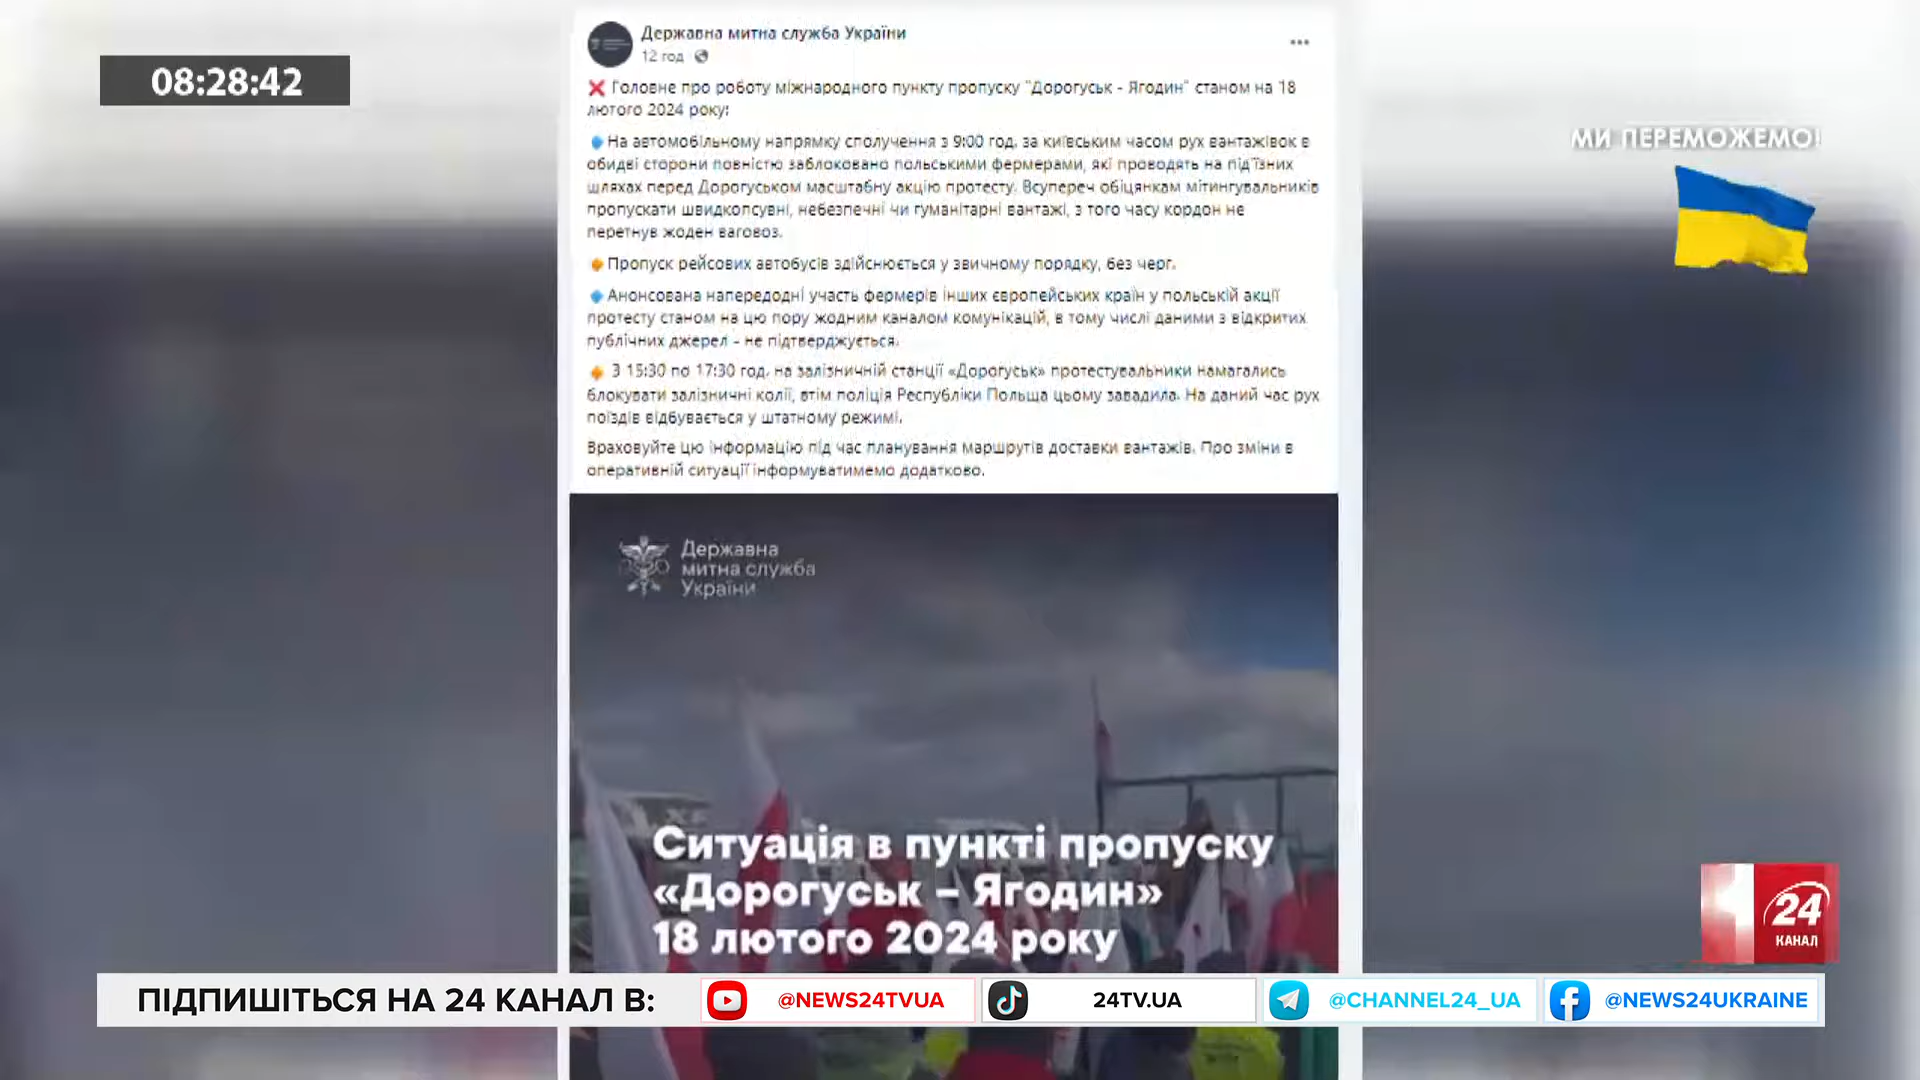 08:28:42
Державна митна служба України
12 год
Головне про роботу міжнародного пункту пропуску "Дорогуськ - Ягодин" станом на 18
лютого 2024 року:
На автомобільному напрямку сполучення з 9:00 год. за київським часом рух вантажівок в
обидві сторони повністю заблоковано польськими фермерами, які проводять на під'їзних
шляхах перед Дорогуськом масштабну акцію протесту. Всупереч обіцянкам мітингувальників
пропускати швидкопсувні, небезпечні чи гуманітарні вантажі, з того часу кордон не
перетнув жоден ваговоз.
Пропуск рейсових автобусів здійснюється у звичному порядку, без черг.
Анонсована напередодні участь фермерів інших європейських країн у польській акції
протесту станом на цю пору жодним каналом комунікацій, в тому числі даними з відкритих
публічних джерел - не підтверджується.
З 15:30 по 17:30 год. на залізничній станції «Дорогуськ» протестувальники намагались
блокувати залізничні колії, втім поліція Республіки Польща цьому завадила. На даний час рух
поїздів відбувається у штатному режимі.
Враховуйте цю інформацію під час планування маршрутів доставки вантажів. Про зміни в
оперативній ситуації інформуватимемо додатково.
МИ ПЕРЕМОЖЕМО!
Державна
митна служба
України
Ситуація в пункті пропуску
«Дорогуськ – Ягодин»
18 лютого 2024 року
24
КАНАЛ
ПІДПИШІТЬСЯ НА 24 КАНАЛ В:
@NEWS24TVUA
24TV.UA
@CHANNEL24_UA
@NEWS24UKRAINE